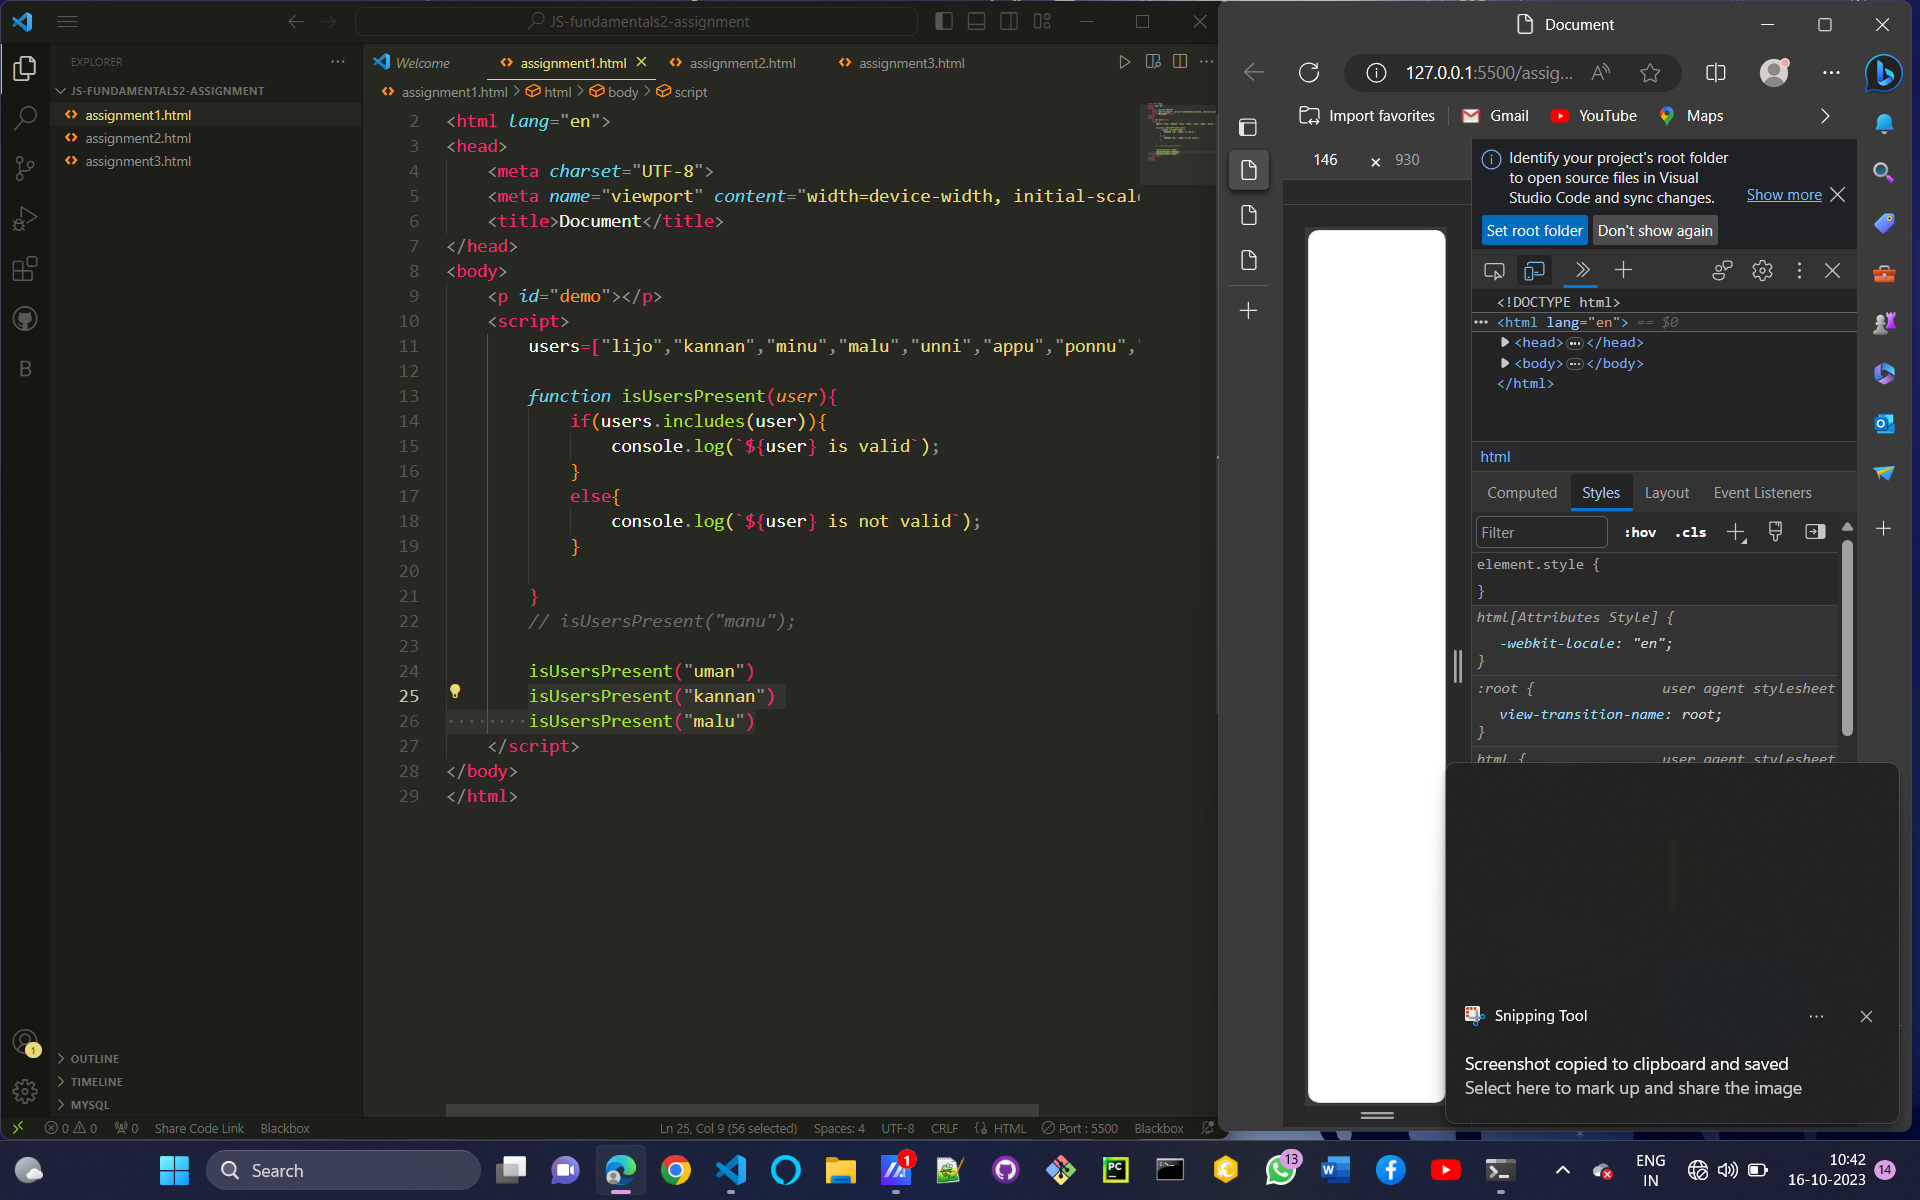 JS-fundamentals2-assignment
EXPLORER
JS-FUNDAMENTALS2-ASSIGNMENT
assignment1.html
assignment2.html
assignment3.html
OUTLINE
TIMELINE
MYSQL
Welcome
assignment1.html
assignment2.html
assignment3.html
assignment1.html > html > body > script
2 <html lang="en">
3 <head>
4 <meta charset="UTF-8">
5 <meta name="viewport" content="width=device-width, initial-scale
6 <title>Document</title>
7 </head>
8 <body>
9 <p id="demo"></p>
10 <script>
11 users=["lijo","kannan","minu","malu","unni","appu","ponnu","
12
13 function isUsersPresent(user){
14 if(users.includes(user)){
15 console.log(`${user} is valid`);
16 }
17 else{
18 console.log(`${user} is not valid`);
19 }
20
21 }
22 // isUsersPresent("manu");
23
24 isUsersPresent("uman")
25 isUsersPresent("kannan")
26 isUsersPresent("malu")
27 </script>
28 </body>
29 </html>
B
1
0 0 0 Share Code Link Blackbox
Ln 25, Col 9 (56 selected) Spaces: 4 UTF-8 CRLF HTML Port : 5500 Blackbox
Document
127.0.0.1:5500/assig...
Import favorites Gmail YouTube Maps
146 × 930
Identify your project's root folder
to open source files in Visual
Studio Code and sync changes.
Show more
Set root folder
Don't show again
<!DOCTYPE html>
<html lang="en"> == $0
<head>…</head>
<body>…</body>
</html>
html
Computed Styles Layout Event Listeners
Filter :hov .cls
element.style {
}
html[Attributes Style] {
-webkit-locale: "en";
}
:root { user agent stylesheet
view-transition-name: root;
}
html { user agent stylesheet
Snipping Tool
Screenshot copied to clipboard and saved
Select here to mark up and share the image
Search
1
PC
13
W
ENG
IN
10:42
16-10-2023
14